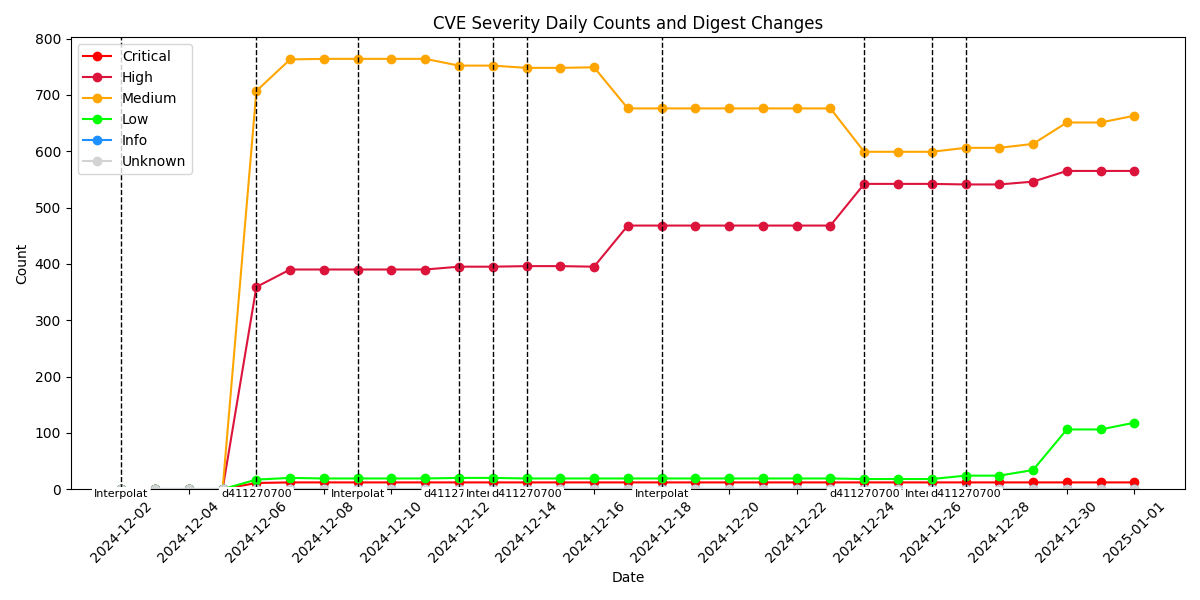 CVE Severity Daily Counts and Digest Changes
Critical
High
Medium
Low
Info
Unknown
Count
800
700
600
500
400
300
200
100
0
Interpolat
d411270700
Interpolat
d411270700
Interpolat
d411270700
2024-12-02
2024-12-04
2024-12-06
2024-12-08
2024-12-10
2024-12-12
2024-12-14
2024-12-16
2024-12-18
2024-12-20
2024-12-22
2024-12-24
2024-12-26
2024-12-28
2024-12-30
2025-01-01
Date